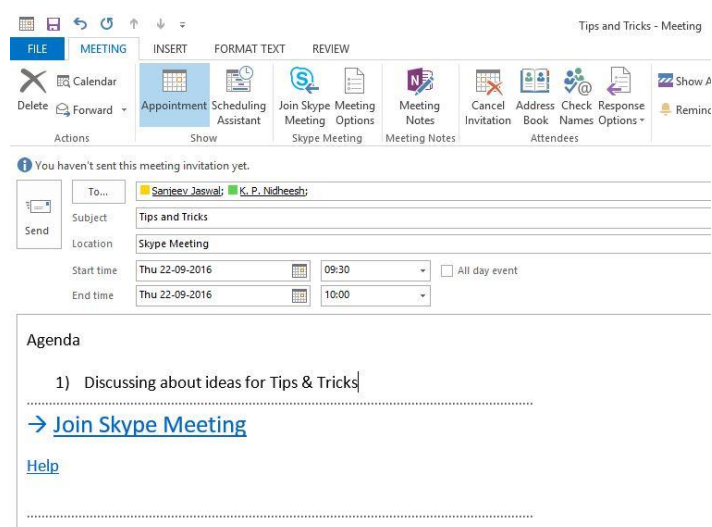 Tips and Tricks - Meeting
FILE MEETING INSERT FORMAT TEXT REVIEW
Delete
Calendar
Forward
Actions
Appointment
Scheduling Assistant
Show
Join Skype Meeting
Meeting Options
Skype Meeting
Meeting Notes
Meeting Notes
Cancel Invitation
Address Book
Check Names
Response Options
Attendees
Show A
Remind
You haven't sent this meeting invitation yet.
Send
To... Sanjeev Jaswal; K. P. Nidheesh;
Subject Tips and Tricks
Location Skype Meeting
Start time Thu 22-09-2016 09:30 All day event
End time Thu 22-09-2016 10:00
Agenda
1) Discussing about ideas for Tips & Tricks
→ Join Skype Meeting
Help